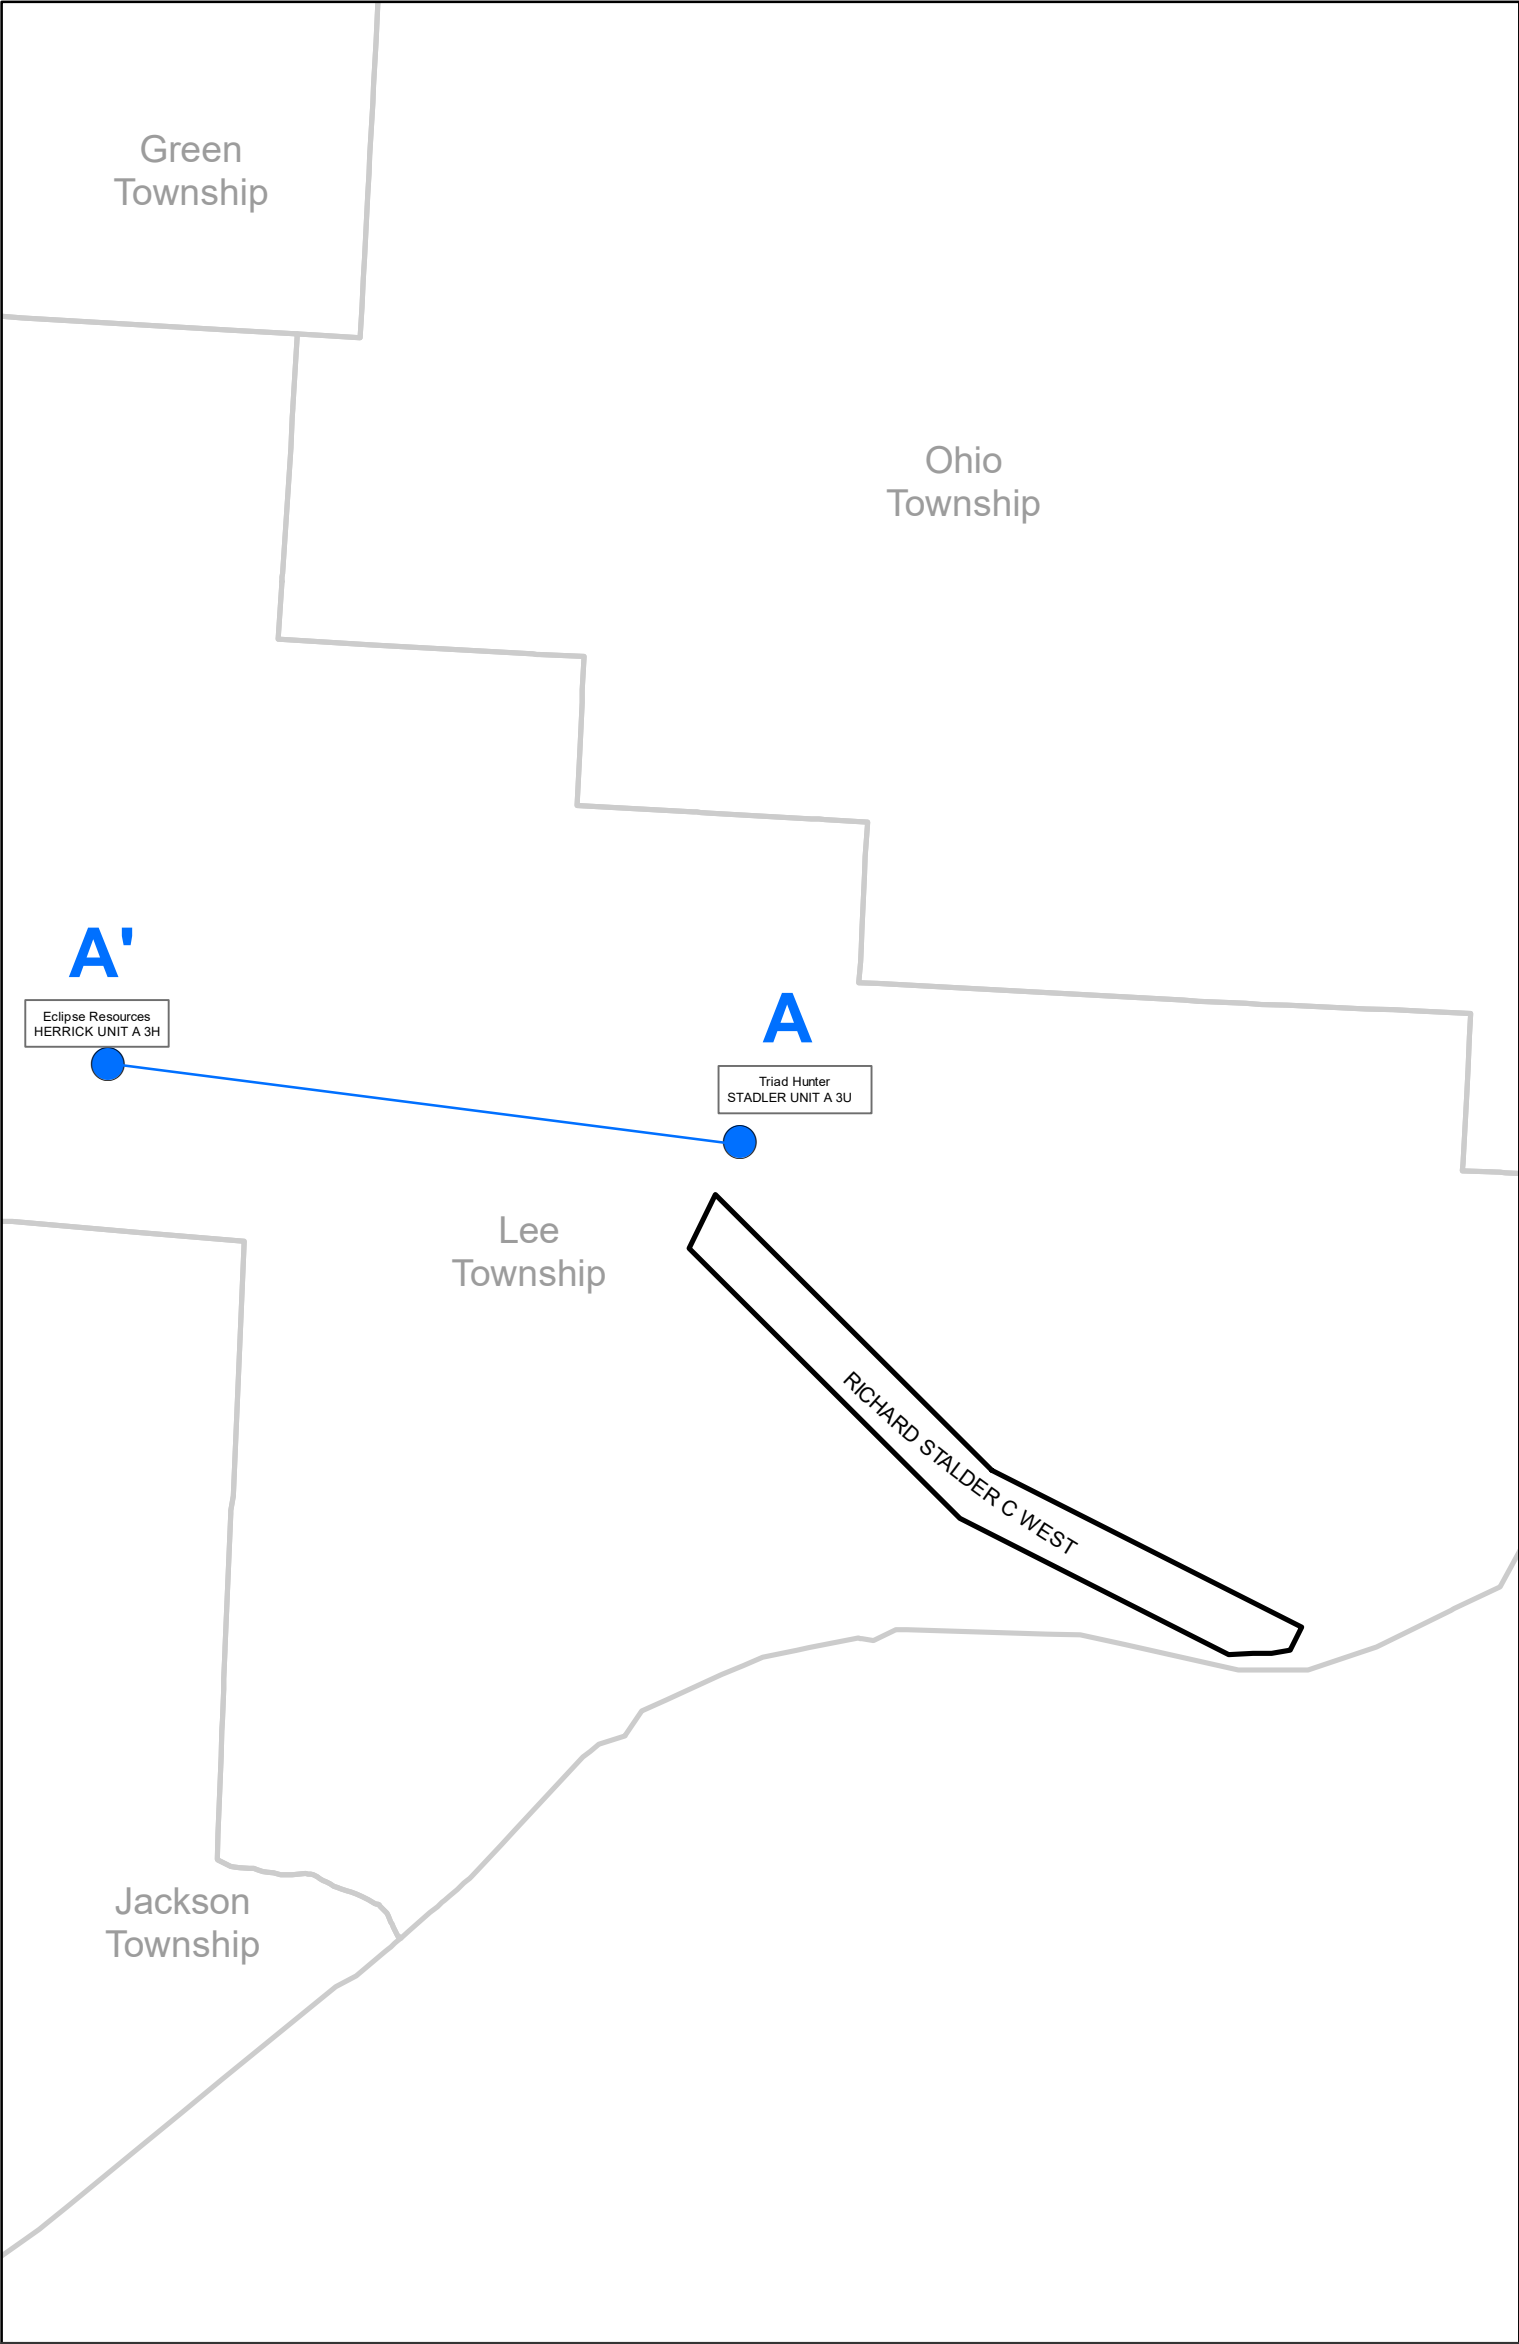 Green
Township
Ohio
Township
A'
Eclipse Resources
HERRICK UNIT A 3H
A
Triad Hunter
STADLER UNIT A 3U
Lee
Township
RICHARD STALDER C WEST
Jackson
Township